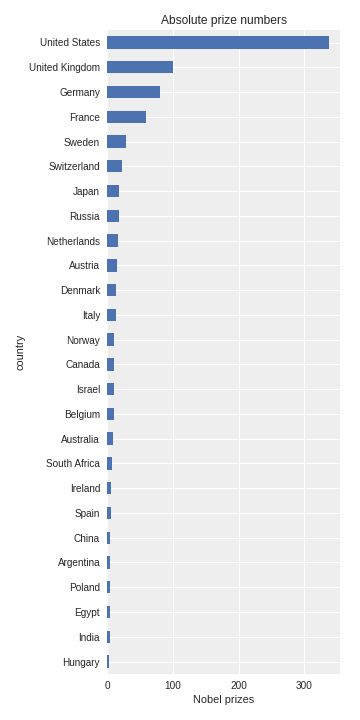 Absolute prize numbers
United States
United Kingdom
Germany
France
Sweden
Switzerland
Japan
Russia
Netherlands
Austria
Denmark
Italy
Norway
Canada
Israel
Belgium
Australia
South Africa
Ireland
Spain
China
Argentina
Poland
Egypt
India
Hungary
country
0 100 200 300
Nobel prizes